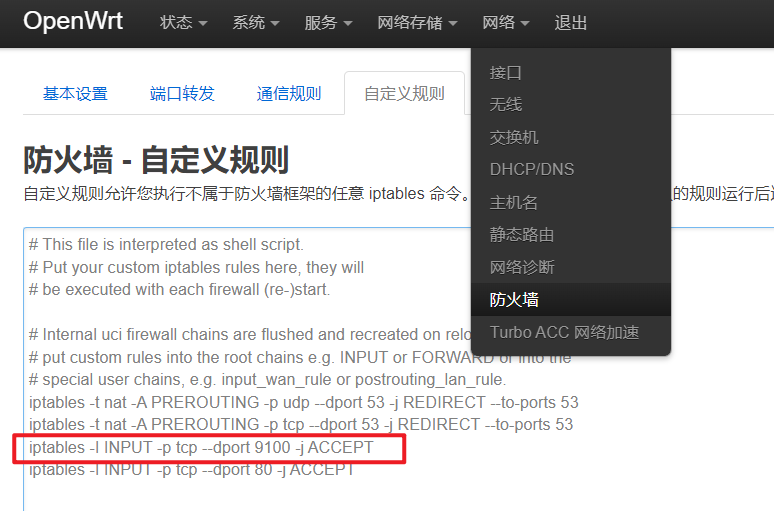 OpenWrt 状态 系统 服务 网络存储 网络 退出
接口
无线
交换机
DHCP/DNS
主机名
静态路由
网络诊断
防火墙
Turbo ACC 网络加速
基本设置 端口转发 通信规则 自定义规则
防火墙 - 自定义规则
自定义规则允许您执行不属于防火墙框架的任意 iptables 命令。 的规则运行后
# This file is interpreted as shell script.
# Put your custom iptables rules here, they will
# be executed with each firewall (re-)start.
# Internal uci firewall chains are flushed and recreated on relo
# put custom rules into the root chains e.g. INPUT or FORWARD or into the
# special user chains, e.g. input_wan_rule or postrouting_lan_rule.
iptables -t nat -A PREROUTING -p udp --dport 53 -j REDIRECT --to-ports 53
iptables -t nat -A PREROUTING -p tcp --dport 53 -j REDIRECT --to-ports 53
iptables -I INPUT -p tcp --dport 9100 -j ACCEPT
iptables -I INPUT -p tcp --dport 80 -j ACCEPT